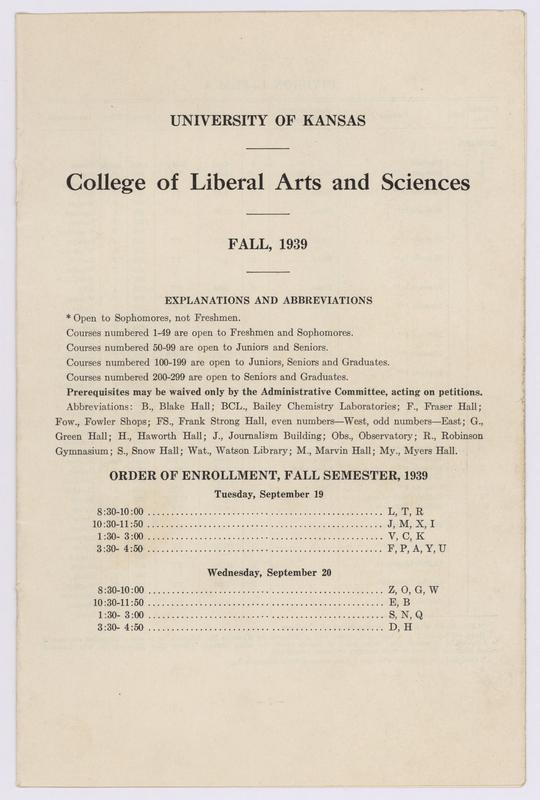 UNIVERSITY OF KANSAS
College of Liberal Arts and Sciences
FALL, 1939
EXPLANATIONS AND ABBREVIATIONS
* Open to Sophomores, not Freshmen.
Courses numbered 1-49 are open to Freshmen and Sophomores.
Courses numbered 50-99 are open to Juniors and Seniors.
Courses numbered 100-199 are open to Juniors, Seniors and Graduates.
Courses numbered 200-299 are open to Seniors and Graduates.
Prerequisites may be waived only by the Administrative Committee, acting on petitions.
Abbreviations: B., Blake Hall; BCL., Bailey Chemistry Laboratories; F., Fraser Hall;
Fow., Fowler Shops; FS., Frank Strong Hall, even numbers—West, odd numbers—East; G.,
Green Hall; H., Haworth Hall; J., Journalism Building; Obs., Observatory; R., Robinson
Gymnasium; S., Snow Hall; Wat., Watson Library; M., Marvin Hall; My., Myers Hall.
ORDER OF ENROLLMENT, FALL SEMESTER, 1939
Tuesday, September 19
8:30-10:00 ........................................ L, T, R
10:30-11:50 ........................................ J, M, X, I
1:30- 3:00 ........................................ V, C, K
3:30- 4:50 ........................................ F, P, A, Y, U
Wednesday, September 20
8:30-10:00 ........................................ Z, O, G, W
10:30-11:50 ........................................ E, B
1:30- 3:00 ........................................ S, N, Q
3:30- 4:50 ........................................ D, H